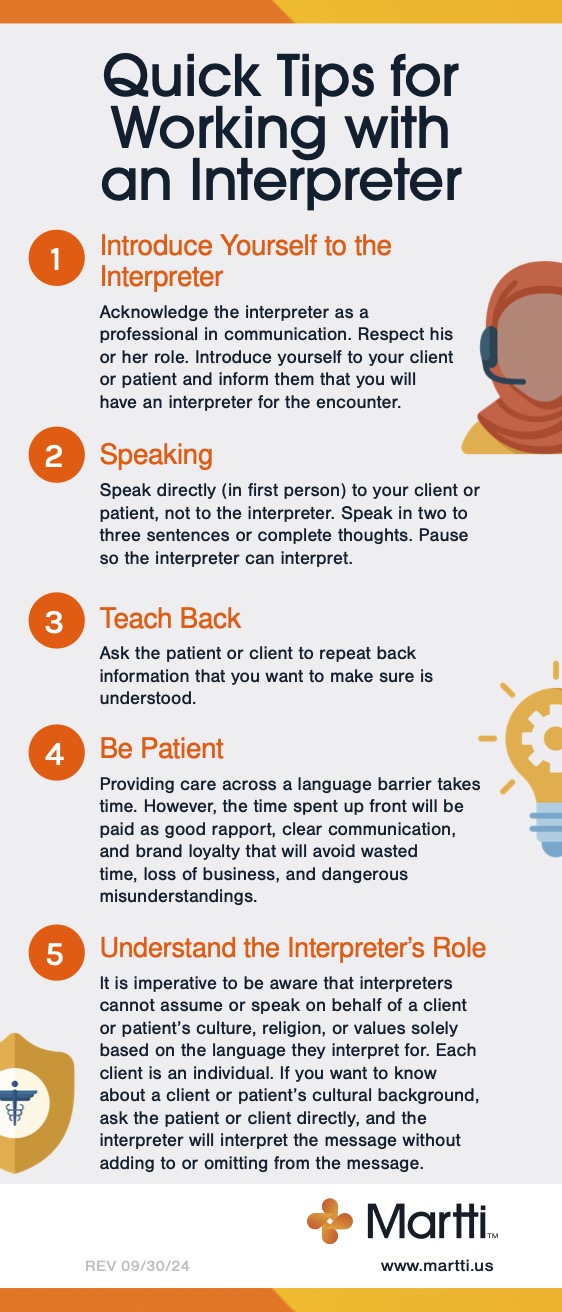 Quick Tips for
Working with
an Interpreter
1
Introduce Yourself to the
Interpreter
Acknowledge the interpreter as a
professional in communication. Respect his
or her role. Introduce yourself to your client
or patient and inform them that you will
have an interpreter for the encounter.
2
Speaking
Speak directly (in first person) to your client or
patient, not to the interpreter. Speak in two to
three sentences or complete thoughts. Pause
so the interpreter can interpret.
3
Teach Back
Ask the patient or client to repeat back
information that you want to make sure is
understood.
4
Be Patient
Providing care across a language barrier takes
time. However, the time spent up front will be
paid as good rapport, clear communication,
and brand loyalty that will avoid wasted
time, loss of business, and dangerous
misunderstandings.
5
Understand the Interpreter's Role
It is imperative to be aware that interpreters
cannot assume or speak on behalf of a client
or patient's culture, religion, or values solely
based on the language they interpret for. Each
client is an individual. If you want to know
about a client or patient's cultural background,
ask the patient or client directly, and the
interpreter will interpret the message without
adding to or omitting from the message.
Martti™
REV 09/30/24
www.martti.us